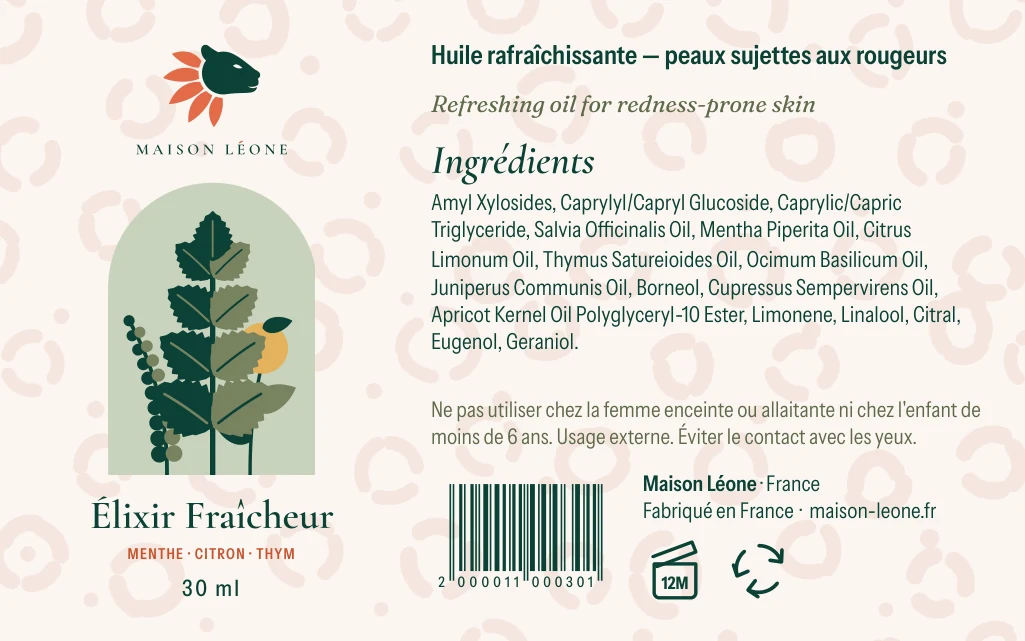 MAISON LÉONE
Élixir Fraîcheur
MENTHE · CITRON · THYM
30 ml
Huile rafraîchissante — peaux sujettes aux rougeurs
Refreshing oil for redness-prone skin
Ingrédients
Amyl Xylosides, Caprylyl/Capryl Glucoside, Caprylic/Capric
Triglyceride, Salvia Officinalis Oil, Mentha Piperita Oil, Citrus
Limonum Oil, Thymus Satureioides Oil, Ocimum Basilicum Oil,
Juniperus Communis Oil, Borneol, Cupressus Sempervirens Oil,
Apricot Kernel Oil Polyglyceryl-10 Ester, Limonene, Linalool, Citral,
Eugenol, Geraniol.
Ne pas utiliser chez la femme enceinte ou allaitante ni chez l'enfant de
moins de 6 ans. Usage externe. Éviter le contact avec les yeux.
Maison Léone · France
Fabriqué en France · maison-leone.fr
2 000011 000301
12M